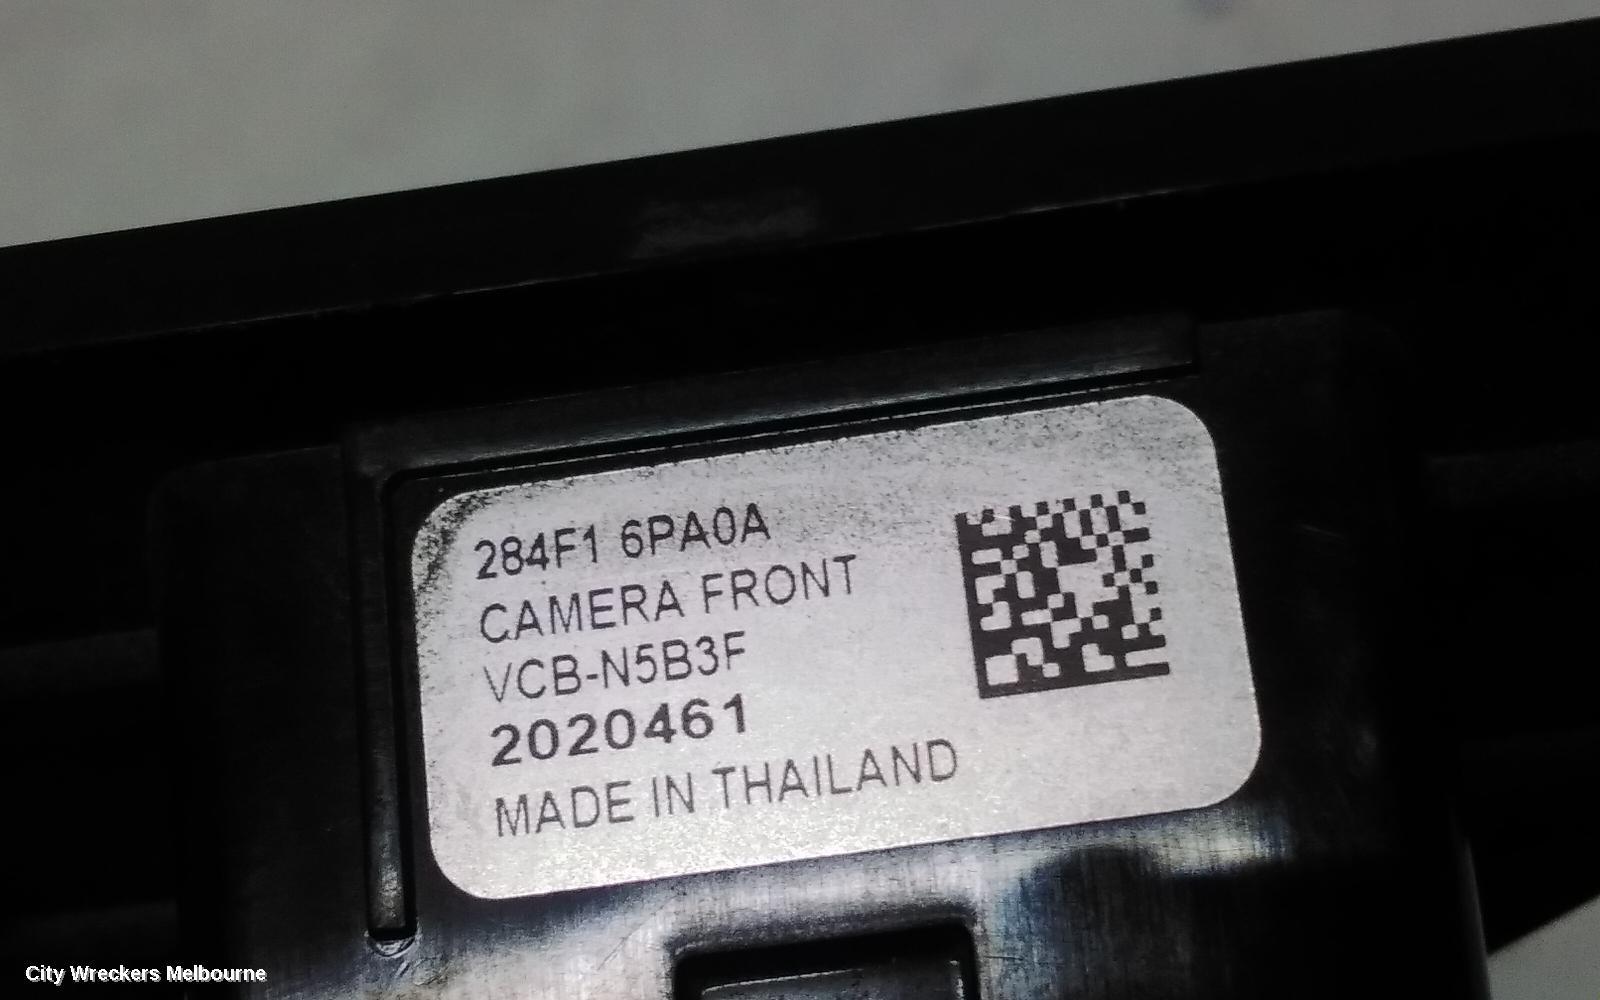 284F1 6PA0A
CAMERA FRONT
VCB-N5B3F
2020461
MADE IN THAILAND
City Wreckers Melbourne